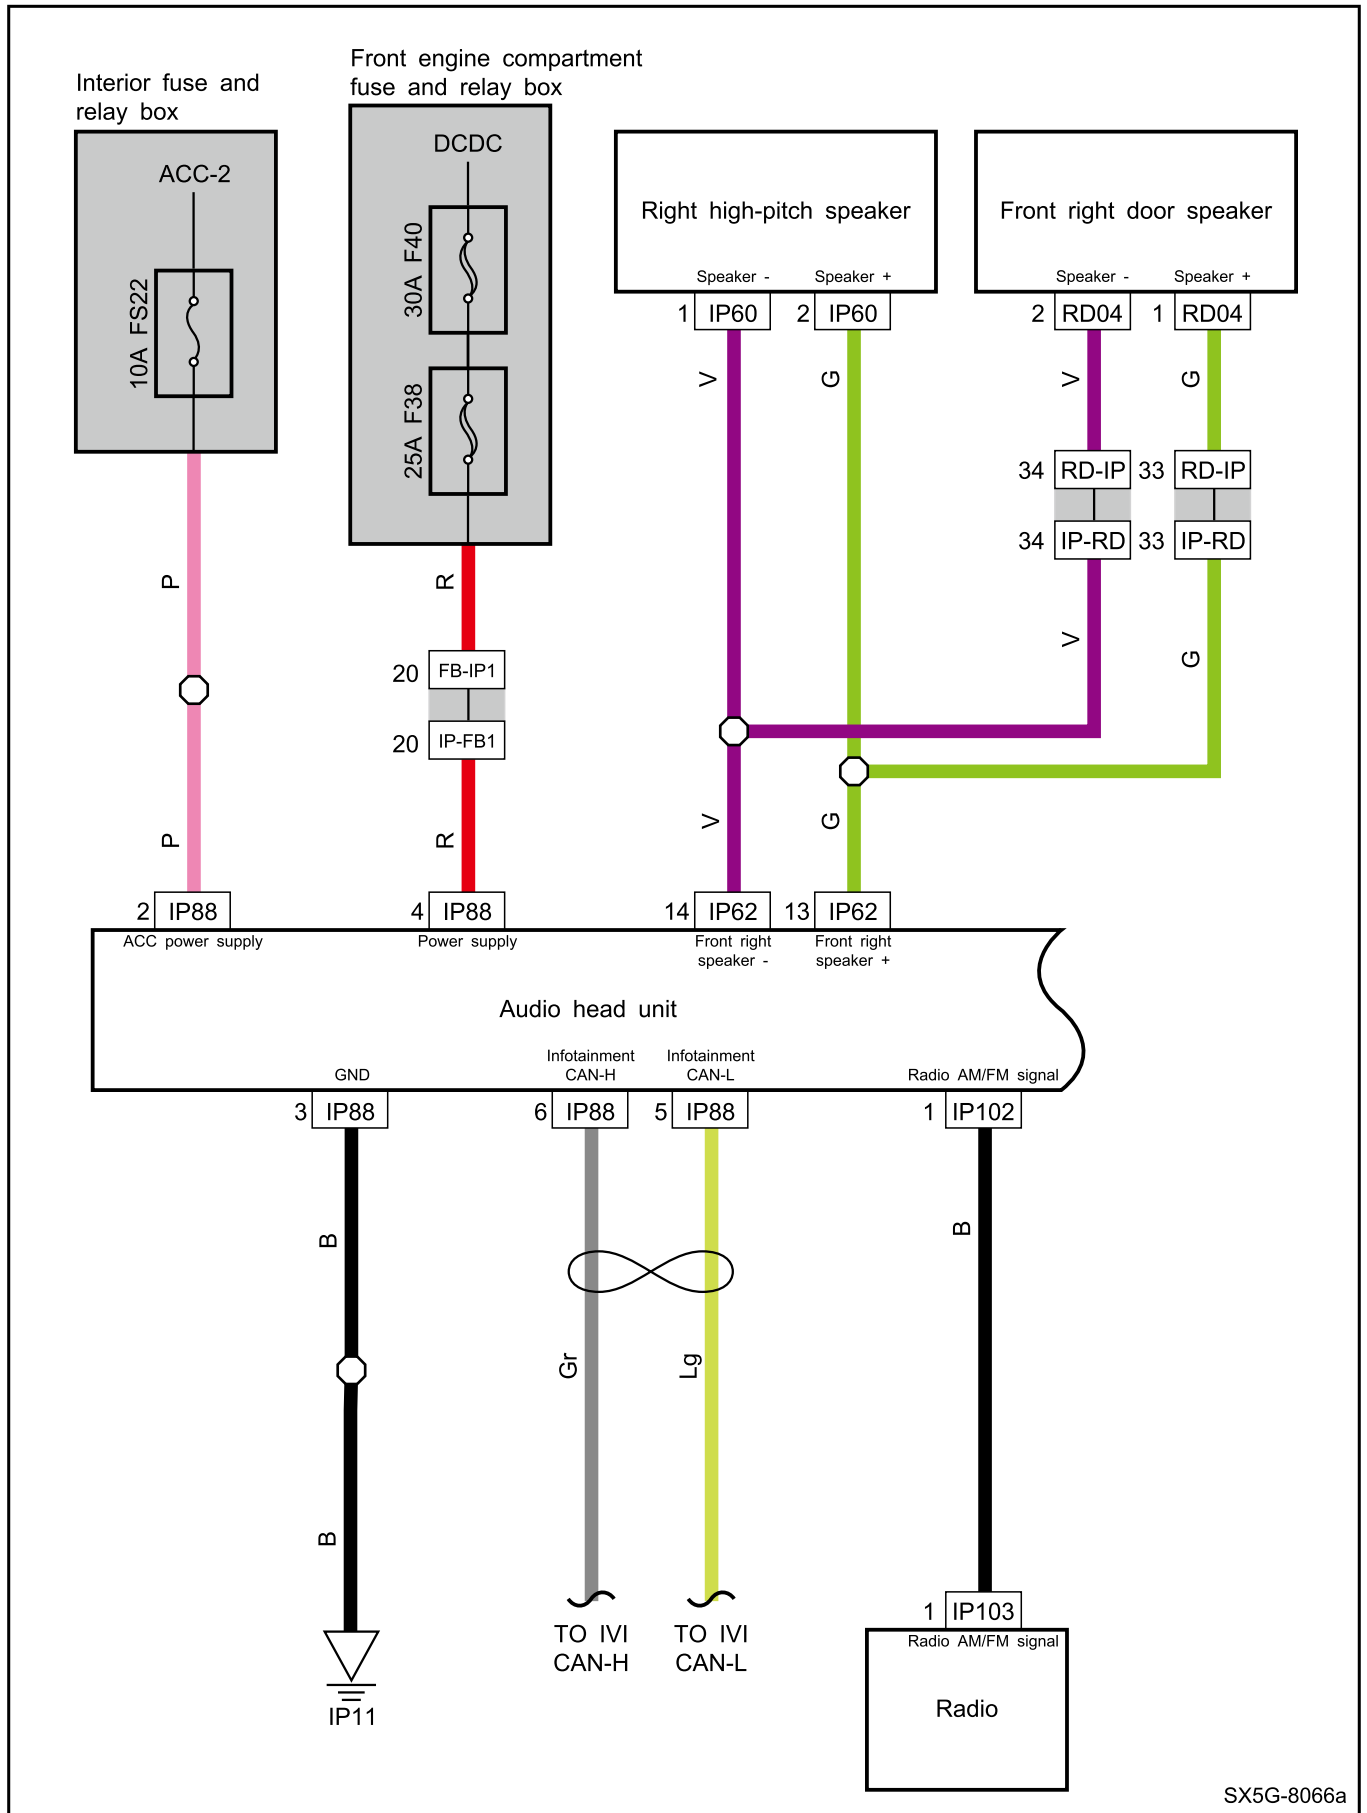 Interior fuse and
relay box
Front engine compartment
fuse and relay box
ACC-2
10A FS22
DCDC
30A F40
25A F38
Right high-pitch speaker
Speaker -
Speaker +
1
IP60
2
IP60
Front right door speaker
Speaker -
Speaker +
2
RD04
1
RD04
V
G
V
G
34
RD-IP
33
RD-IP
34
IP-RD
33
IP-RD
P
R
V
G
20
FB-IP1
20
IP-FB1
P
R
V
G
2
IP88
4
IP88
14
IP62
13
IP62
ACC power supply
Power supply
Front right
speaker -
Front right
speaker +
Audio head unit
GND
Infotainment
CAN-H
Infotainment
CAN-L
Radio AM/FM signal
3
IP88
6
IP88
5
IP88
1
IP102
B
B
Gr
Lg
B
TO IVI
CAN-H
TO IVI
CAN-L
IP11
1
IP103
Radio AM/FM signal
Radio
SX5G-8066a